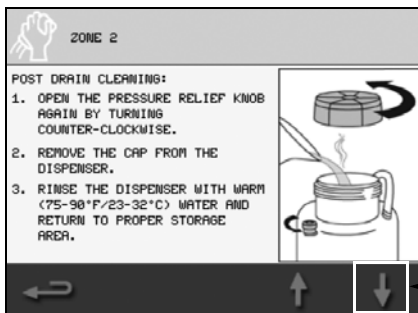 ZONE 2
POST DRAIN CLEANING:
1. OPEN THE PRESSURE RELIEF KNOB
AGAIN BY TURNING
COUNTER-CLOCKWISE.
2. REMOVE THE CAP FROM THE
DISPENSER.
3. RINSE THE DISPENSER WITH WARM
(75-90°F/23-32°C) WATER AND
RETURN TO PROPER STORAGE
AREA.